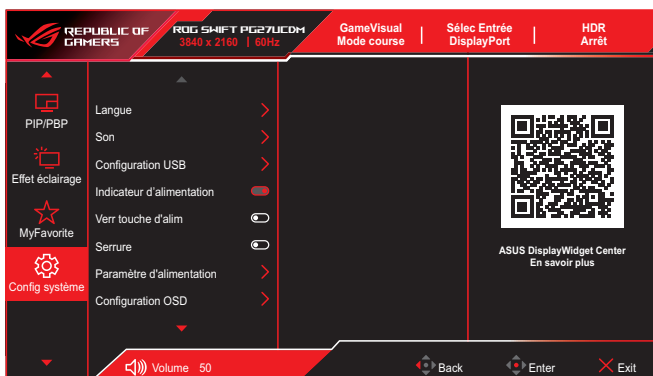 REPUBLIC OF
GAMERS
ROG SWIFT PG27UCDM
3840 x 2160 | 60Hz
GameVisual
Mode course
Sélec Entrée
DisplayPort
HDR
Arrêt
PIP/PBP
Effet éclairage
MyFavorite
Config système
Langue
Son
Configuration USB
Indicateur d'alimentation
Verr touche d'alim
Serrure
Paramètre d'alimentation
Configuration OSD
ASUS DisplayWidget Center
En savoir plus
Volume 50
Back
Enter
Exit